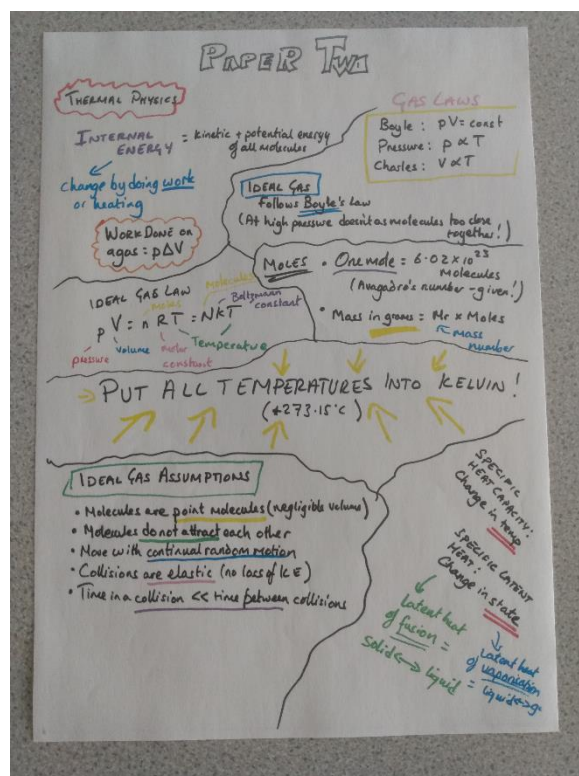 PAPER TWO
THERMAL PHYSICS
INTERNAL
ENERGY
= kinetic + potential energy
of all molecules
change by doing work
or heating
WORK DONE ON
a gas: pΔV
GAS LAWS
Boyle: pV = const
Pressure: p ∝ T
Charles: V ∝ T
IDEAL GAS
follows Boyle's Law
(At high pressure doesn't as molecules too close
together!)
MOLES
• One mole = 6.02 × 10²³
molecules
(Avagadro's number - given!)
• Mass in grams = Mr × Moles
mass
number
IDEAL GAS LAW
moles
molecules
Boltzmann
constant
pV = nRT = NkT
pressure
volume
molar
constant
Temperature
PUT ALL TEMPERATURES INTO KELVIN!
(+273.15°C)
IDEAL GAS ASSUMPTIONS
• Molecules are point molecules (negligible volume)
• Molecules do not attract each other
• Move with continual random motion
• Collisions are elastic (no loss of KE)
• Time in a collision << time between collisions
SPECIFIC
HEAT CAPACITY:
Change in temp
SPECIFIC LATENT
HEAT:
Change in state
latent heat
of fusion =
solid <-> liquid
latent heat
of vaporisation
= liquid <-> g